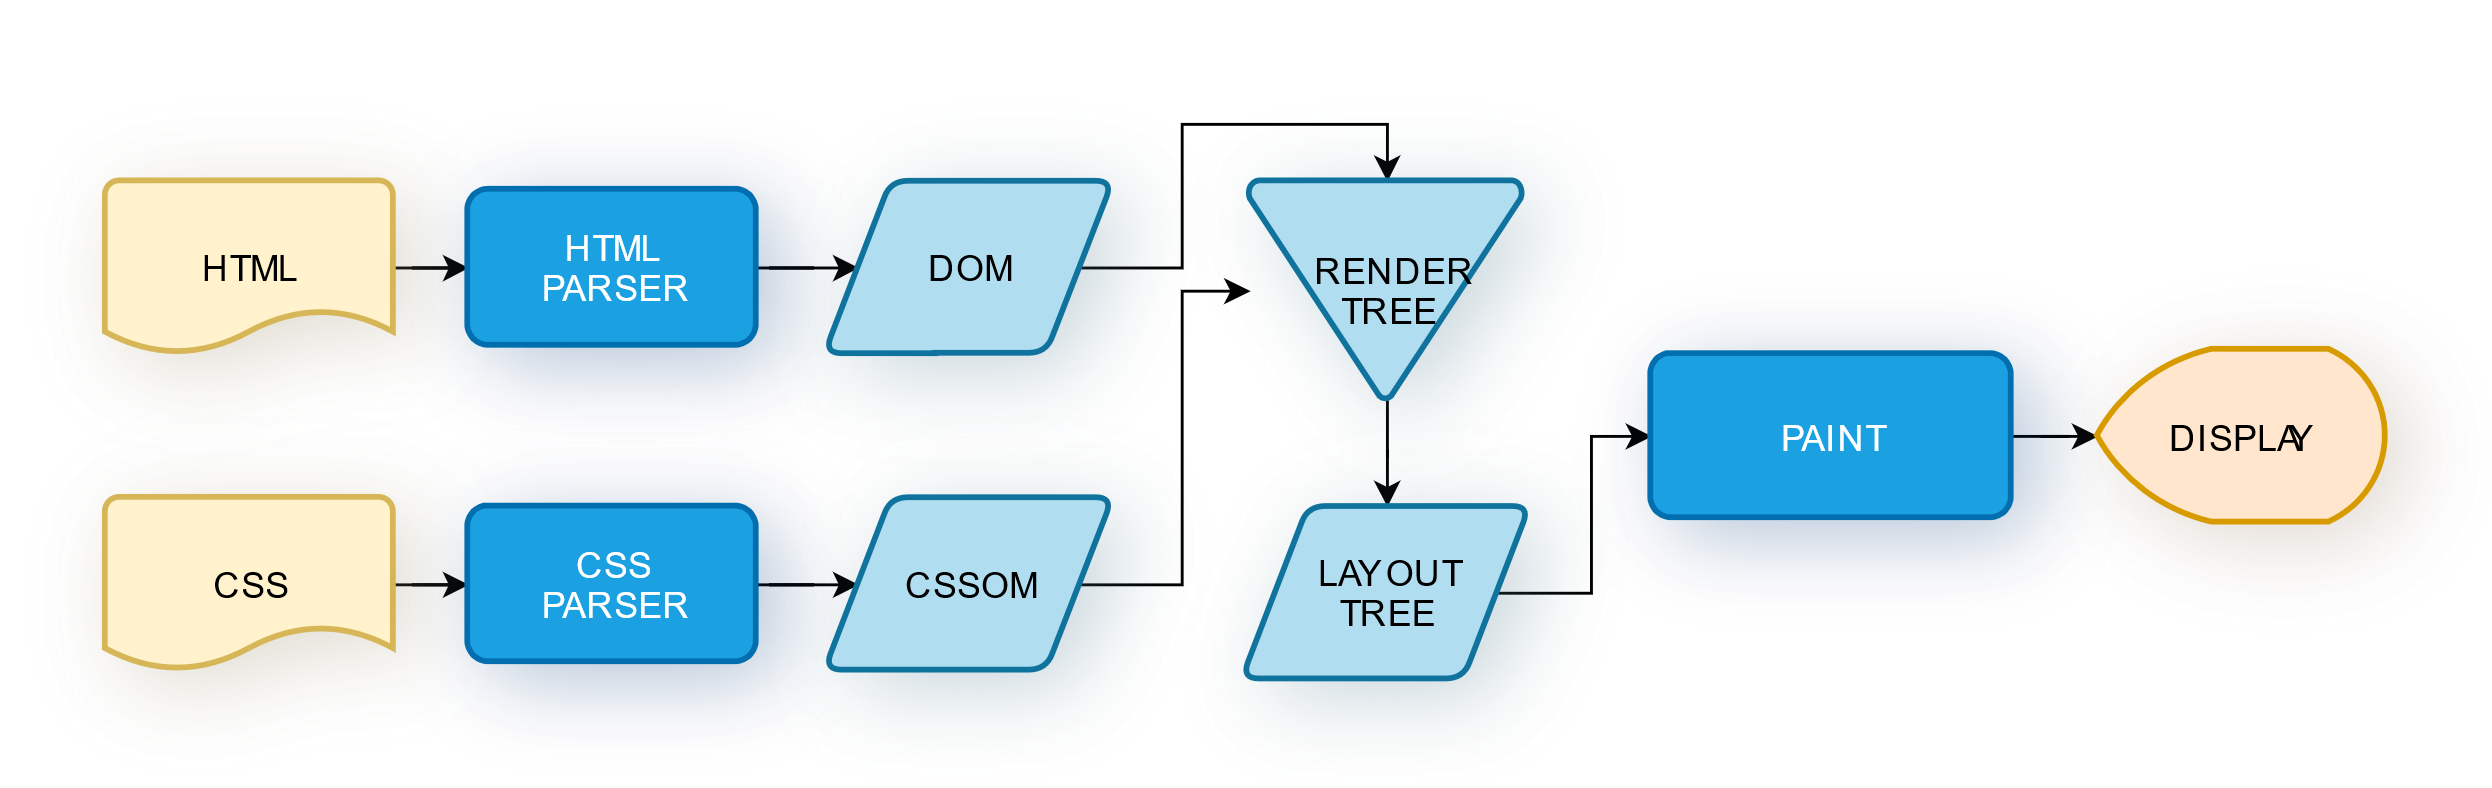 HTML
HTML
PARSER
DOM
RENDER
TREE
CSS
CSS
PARSER
CSSOM
LAYOUT
TREE
PAINT
DISPLAY